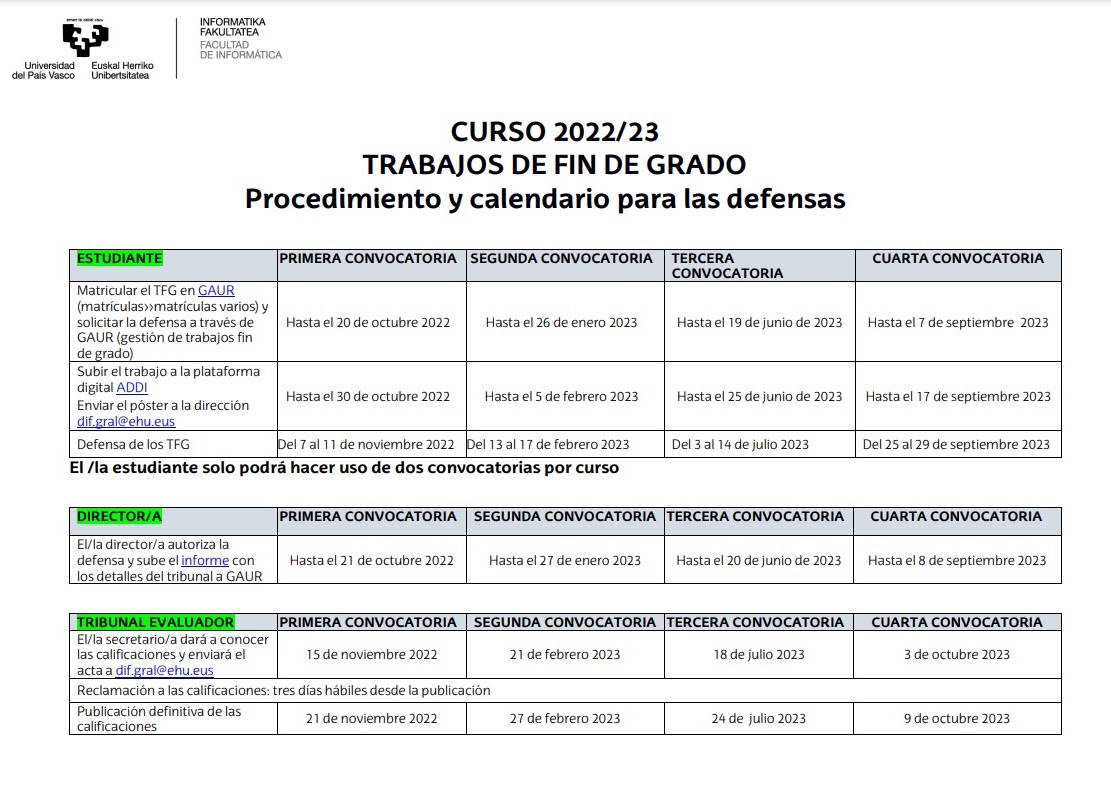 eman ta zabal zazu
Universidad
del País Vasco
Euskal Herriko
Unibertsitatea
INFORMATIKA
FAKULTATEA
FACULTAD
DE INFORMÁTICA
CURSO 2022/23
TRABAJOS DE FIN DE GRADO
Procedimiento y calendario para las defensas
ESTUDIANTE
PRIMERA CONVOCATORIA
SEGUNDA CONVOCATORIA
TERCERA
CONVOCATORIA
CUARTA CONVOCATORIA
Matricular el TFG en GAUR
(matrículas>>matrículas varios) y
solicitar la defensa a través de
GAUR (gestión de trabajos fin
de grado)
Hasta el 20 de octubre 2022
Hasta el 26 de enero 2023
Hasta el 19 de junio de 2023
Hasta el 7 de septiembre 2023
Subir el trabajo a la plataforma
digital ADDI
Enviar el póster a la dirección
dif.gral@ehu.eus
Hasta el 30 de octubre 2022
Hasta el 5 de febrero 2023
Hasta el 25 de junio de 2023
Hasta el 17 de septiembre 2023
Defensa de los TFG
Del 7 al 11 de noviembre 2022
Del 13 al 17 de febrero 2023
Del 3 al 14 de julio 2023
Del 25 al 29 de septiembre 2023
El /la estudiante solo podrá hacer uso de dos convocatorias por curso
DIRECTOR/A
PRIMERA CONVOCATORIA
SEGUNDA CONVOCATORIA
TERCERA CONVOCATORIA
CUARTA CONVOCATORIA
El/la director/a autoriza la
defensa y sube el informe con
los detalles del tribunal a GAUR
Hasta el 21 de octubre 2022
Hasta el 27 de enero 2023
Hasta el 20 de junio de 2023
Hasta el 8 de septiembre 2023
TRIBUNAL EVALUADOR
PRIMERA CONVOCATORIA
SEGUNDA CONVOCATORIA
TERCERA CONVOCATORIA
CUARTA CONVOCATORIA
El/la secretario/a dará a conocer
las calificaciones y enviará el
acta a dif.gral@ehu.eus
15 de noviembre 2022
21 de febrero 2023
18 de julio 2023
3 de octubre 2023
Reclamación a las calificaciones: tres días hábiles desde la publicación
Publicación definitiva de las
calificaciones
21 de noviembre 2022
27 de febrero 2023
24 de julio 2023
9 de octubre 2023